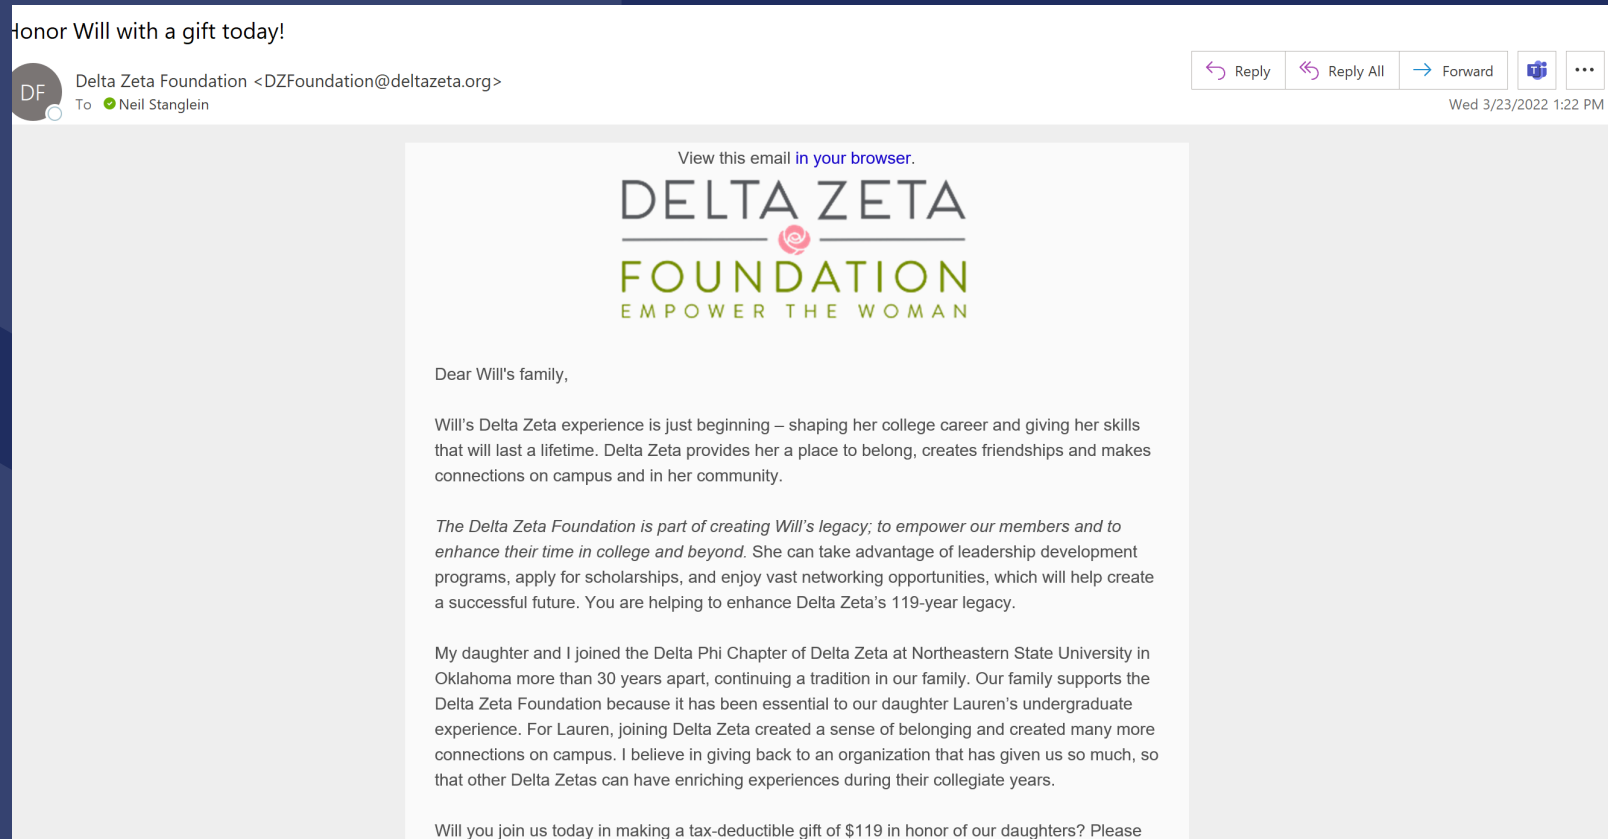 Honor Will with a gift today!
DF
Delta Zeta Foundation <DZFoundation@deltazeta.org>
To Neil Stanglein
Reply
Reply All
Forward
Wed 3/23/2022 1:22 PM
View this email in your browser.
DELTA ZETA
FOUNDATION
EMPOWER THE WOMAN
Dear Will's family,
Will’s Delta Zeta experience is just beginning – shaping her college career and giving her skills
that will last a lifetime. Delta Zeta provides her a place to belong, creates friendships and makes
connections on campus and in her community.
The Delta Zeta Foundation is part of creating Will’s legacy; to empower our members and to
enhance their time in college and beyond. She can take advantage of leadership development
programs, apply for scholarships, and enjoy vast networking opportunities, which will help create
a successful future. You are helping to enhance Delta Zeta’s 119-year legacy.
My daughter and I joined the Delta Phi Chapter of Delta Zeta at Northeastern State University in
Oklahoma more than 30 years apart, continuing a tradition in our family. Our family supports the
Delta Zeta Foundation because it has been essential to our daughter Lauren’s undergraduate
experience. For Lauren, joining Delta Zeta created a sense of belonging and created many more
connections on campus. I believe in giving back to an organization that has given us so much, so
that other Delta Zetas can have enriching experiences during their collegiate years.
Will you join us today in making a tax-deductible gift of $119 in honor of our daughters? Please